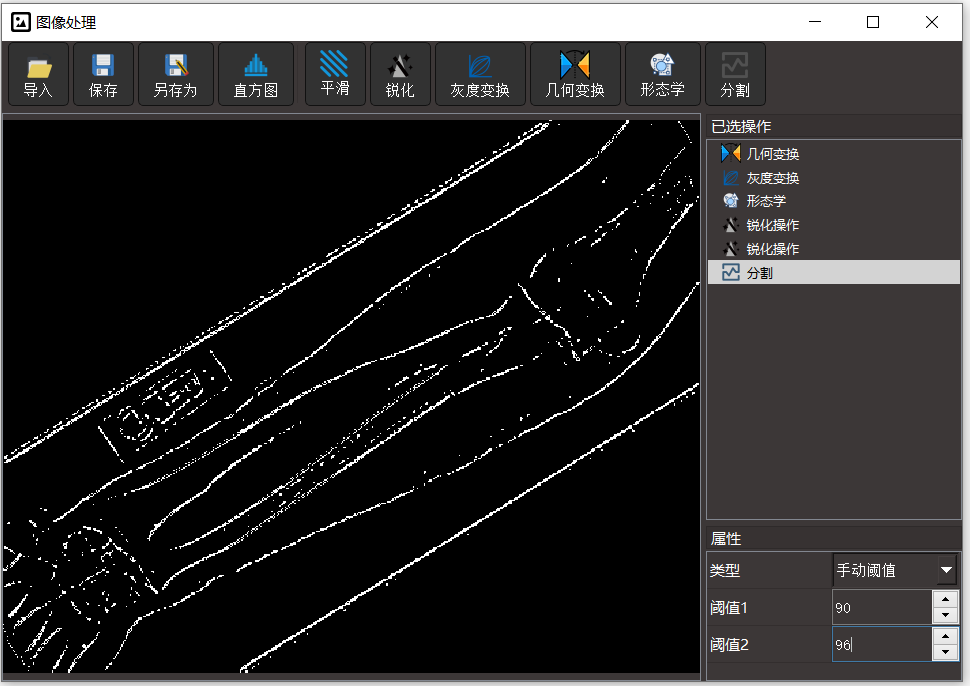 图像处理
导入 保存 另存为 直方图 平滑 锐化 灰度变换 几何变换 形态学 分割
已选操作
几何变换
灰度变换
形态学
锐化操作
锐化操作
分割
属性
类型 手动阈值
阈值1 90
阈值2 96